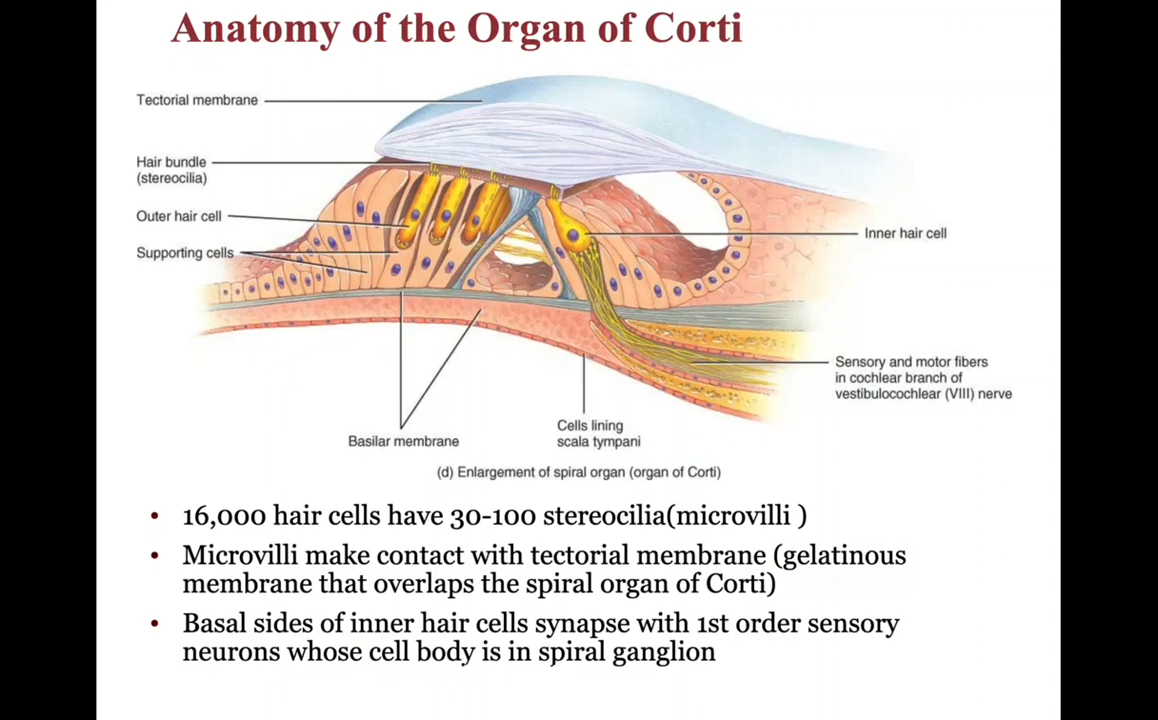 Anatomy of the Organ of Corti
Tectorial membrane
Hair bundle
(stereocilia)
Outer hair cell
Supporting cells
Inner hair cell
Sensory and motor fibers
in cochlear branch of
vestibulocochlear (VIII) nerve
Cells lining
scala tympani
Basilar membrane
(d) Enlargement of spiral organ (organ of Corti)
• 16,000 hair cells have 30-100 stereocilia(microvilli )
• Microvilli make contact with tectorial membrane (gelatinous
membrane that overlaps the spiral organ of Corti)
• Basal sides of inner hair cells synapse with 1st order sensory
neurons whose cell body is in spiral ganglion